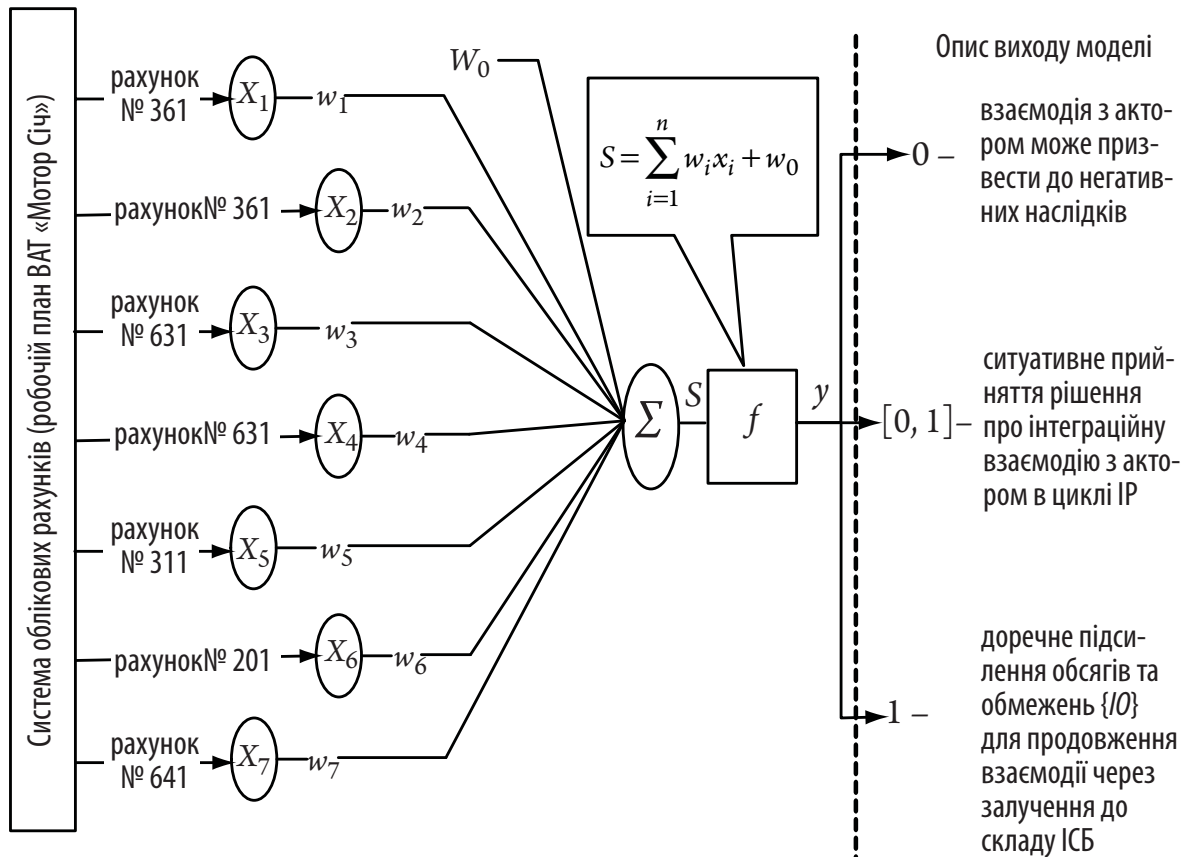 Система облікових рахунків (робочій план ВАТ «Мотор Січ»)
рахунок
№ 361
X1
w1
рахунок№ 361
X2
w2
рахунок
№ 631
X3
w3
рахунок№ 631
X4
w4
рахунок
№ 311
X5
w5
рахунок№ 201
X6
w6
рахунок
№ 641
X7
w7
W0
S = ∑ i=1 n wi xi + w0
Σ
S
f
y
Опис виходу моделі
0 –
взаємодія з акто-
ром може приз-
вести до негатив-
них наслідків
[0, 1]–
ситуативне прий-
няття рішення
про інтеграційну
взаємодію з акто-
ром в циклі ІР
1 –
доречне підси-
лення обсягів та
обмежень {IO}
для продовження
взаємодії через
залучення до
складу ІСБ